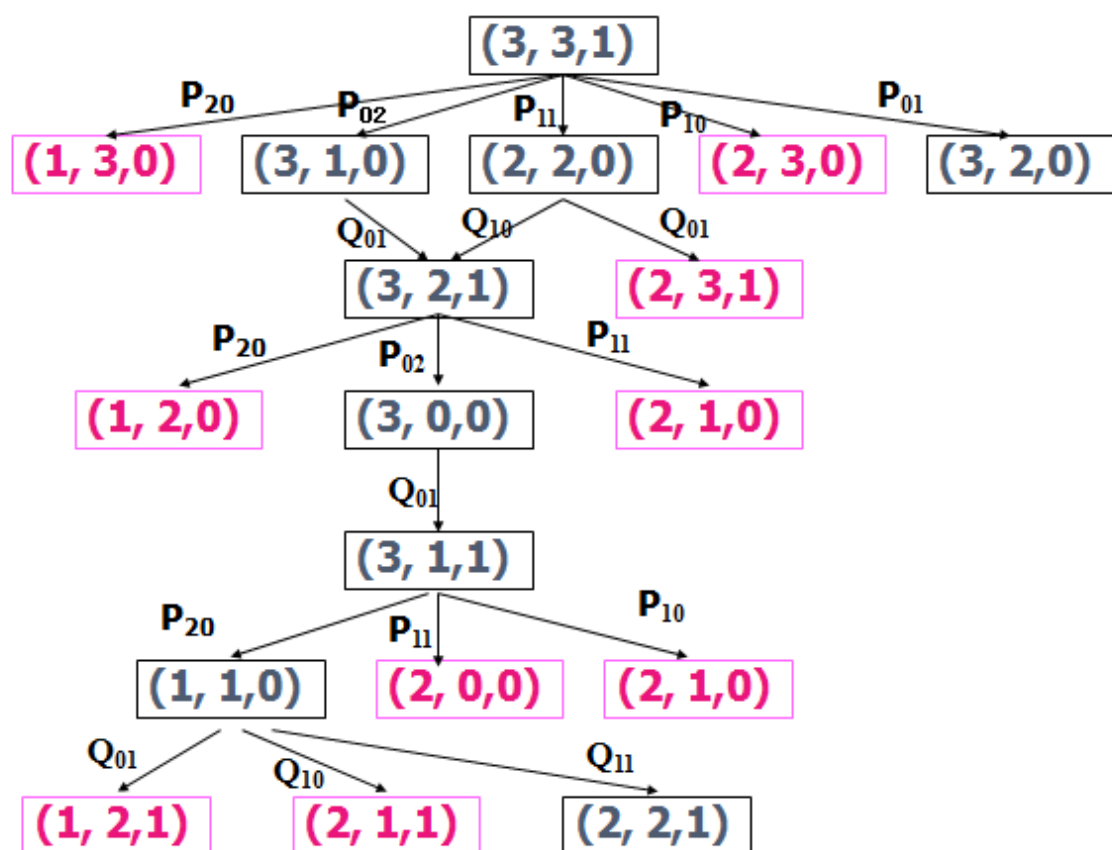 (3, 3,1)
P20 P02 P11 P10 P01
(1, 3,0) (3, 1,0) (2, 2,0) (2, 3,0) (3, 2,0)
Q01 Q10 Q01
(3, 2,1) (2, 3,1)
P20 P02 P11
(1, 2,0) (3, 0,0) (2, 1,0)
Q01
(3, 1,1)
P20 P11 P10
(1, 1,0) (2, 0,0) (2, 1,0)
Q01 Q10 Q11
(1, 2,1) (2, 1,1) (2, 2,1)